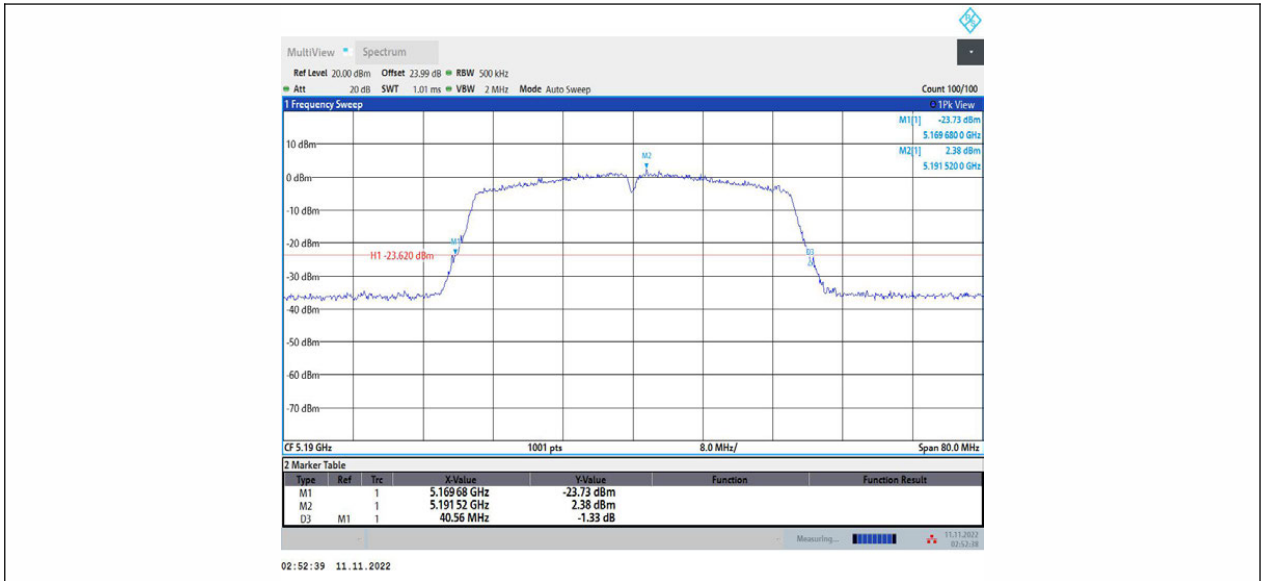 MultiView Spectrum
Ref Level 20.00 dBm Offset 23.99 dB RBW 500 kHz
Att 20 dB SWT 1.01 ms VBW 2 MHz Mode Auto Sweep Count 100/100
1 Frequency Sweep 1Pk View
M1[1] -23.73 dBm
5.169 680 0 GHz
M2[1] 2.38 dBm
5.191 520 0 GHz
10 dBm
M2
0 dBm
-10 dBm
-20 dBm
M1
D3
H1 -23.620 dBm
-30 dBm
-40 dBm
-50 dBm
-60 dBm
-70 dBm
CF 5.19 GHz 1001 pts 8.0 MHz/ Span 80.0 MHz
2 Marker Table
Type Ref Trc X-Value Y-Value Function Function Result
M1 1 5.169 68 GHz -23.73 dBm
M2 1 5.191 52 GHz 2.38 dBm
D3 M1 1 40.56 MHz -1.33 dB
Measuring... 11.11.2022
02:52:38
02:52:39 11.11.2022